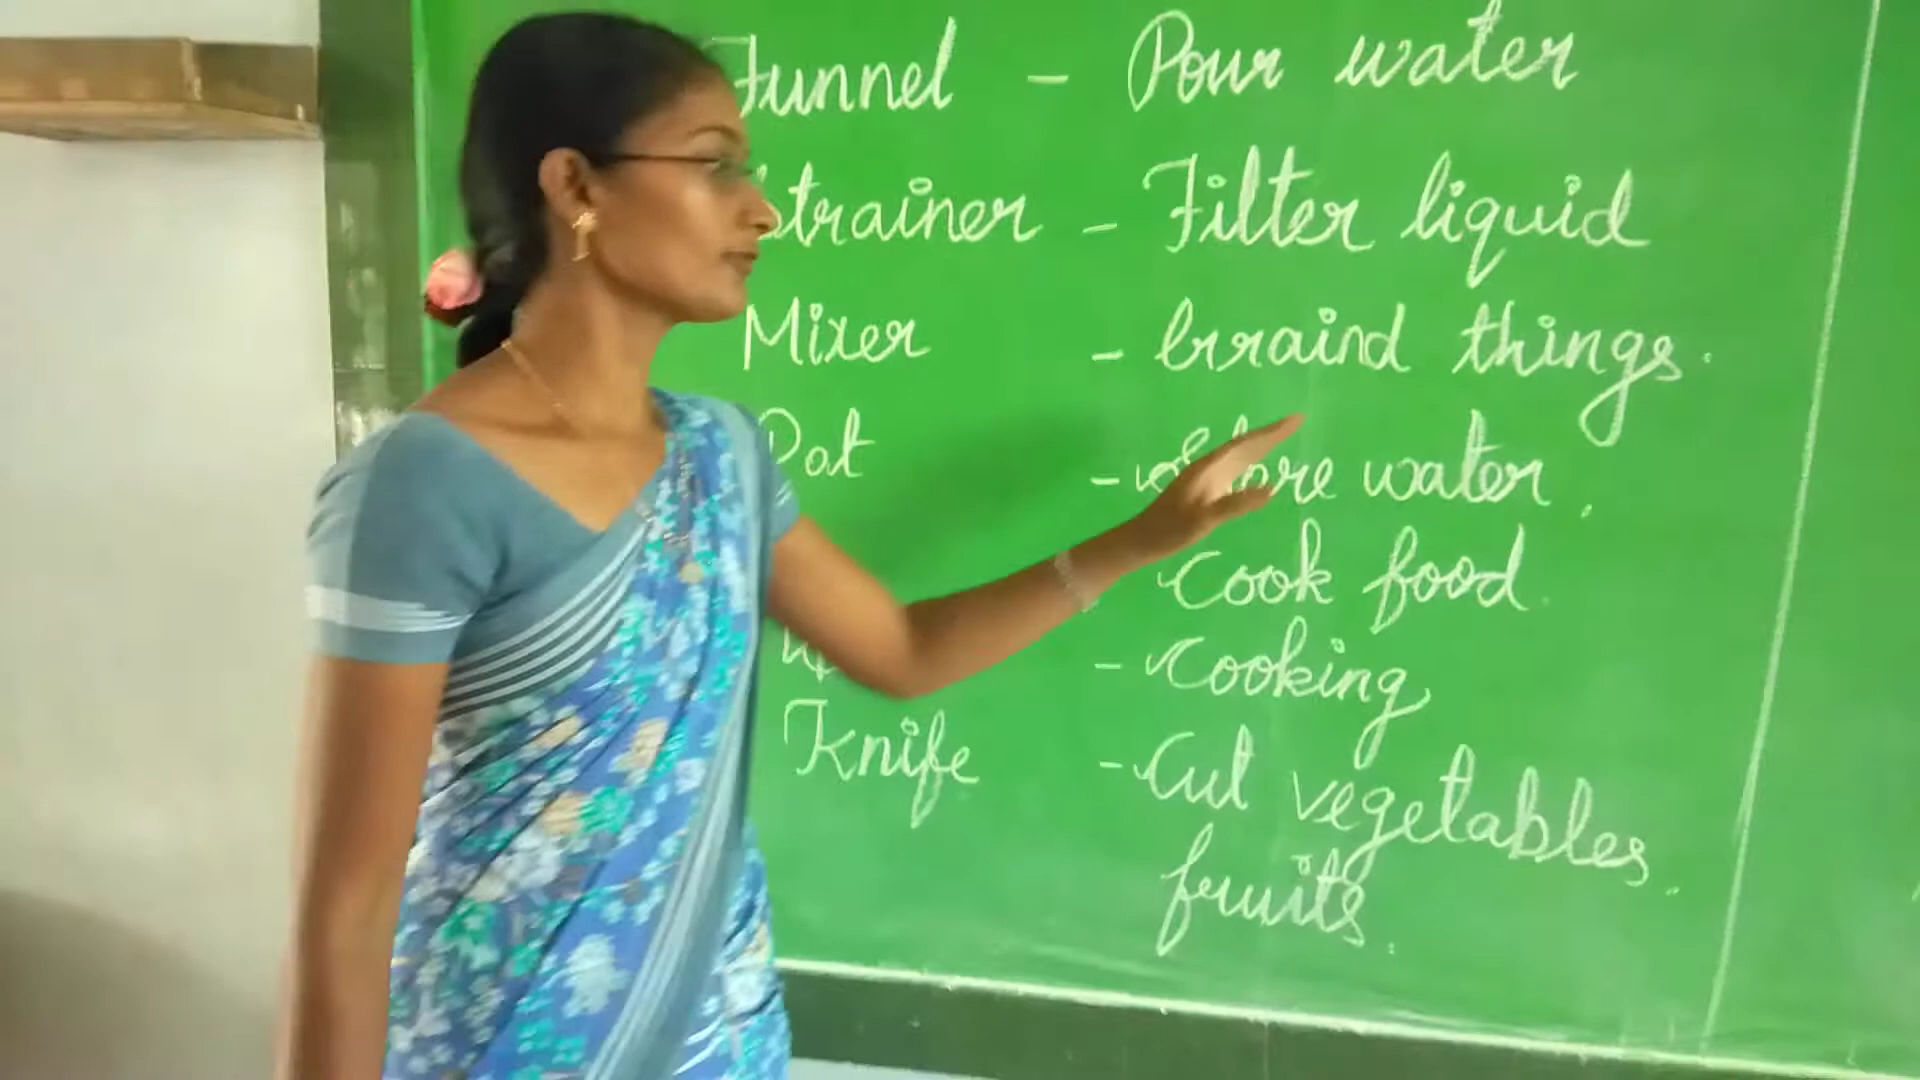 Funnel - Pour water
Strainer - Filter liquid
Mixer - Graind things.
Pot - Store water.
Cook food.
- Cooking
Knife - Cut vegetables.
fruits.